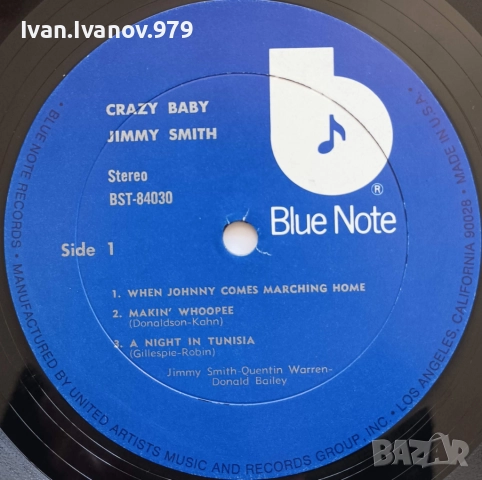 Ivan.Ivanov.979
CRAZY BABY
JIMMY SMITH
Stereo
BST-84030
®
Blue Note
Side 1
1. WHEN JOHNNY COMES MARCHING HOME
2. MAKIN' WHOOPEE
(Donaldson-Kahn)
3. A NIGHT IN TUNISIA
(Gillespie-Robin)
Jimmy Smith-Quentin Warren-
Donald Bailey
• BLUE NOTE RECORDS • MANUFACTURED BY UNITED ARTISTS MUSIC AND RECORDS GROUP, INC. • LOS ANGELES, CALIFORNIA 90028 • MADE IN U.S.A.
BAZAR